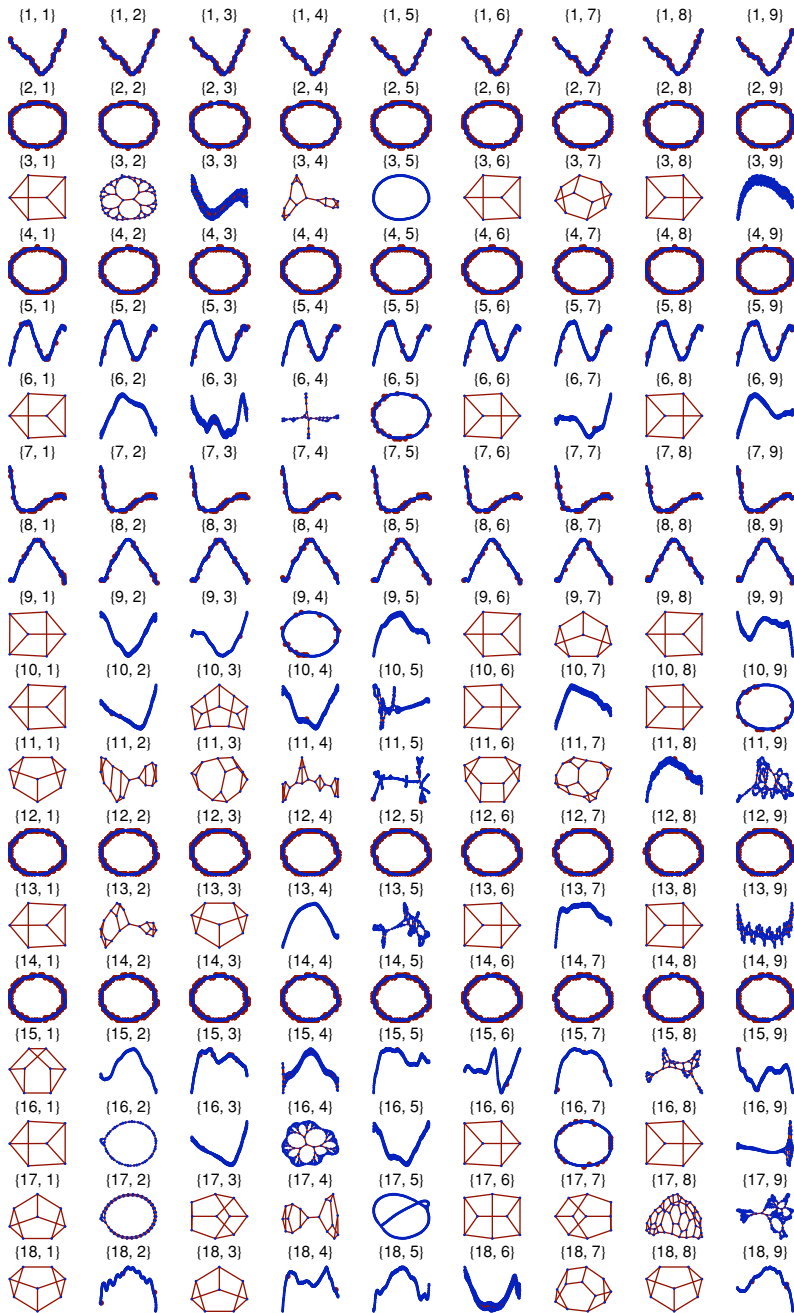 {1, 1} {1, 2} {1, 3} {1, 4} {1, 5} {1, 6} {1, 7} {1, 8} {1, 9}
{2, 1} {2, 2} {2, 3} {2, 4} {2, 5} {2, 6} {2, 7} {2, 8} {2, 9}
{3, 1} {3, 2} {3, 3} {3, 4} {3, 5} {3, 6} {3, 7} {3, 8} {3, 9}
{4, 1} {4, 2} {4, 3} {4, 4} {4, 5} {4, 6} {4, 7} {4, 8} {4, 9}
{5, 1} {5, 2} {5, 3} {5, 4} {5, 5} {5, 6} {5, 7} {5, 8} {5, 9}
{6, 1} {6, 2} {6, 3} {6, 4} {6, 5} {6, 6} {6, 7} {6, 8} {6, 9}
{7, 1} {7, 2} {7, 3} {7, 4} {7, 5} {7, 6} {7, 7} {7, 8} {7, 9}
{8, 1} {8, 2} {8, 3} {8, 4} {8, 5} {8, 6} {8, 7} {8, 8} {8, 9}
{9, 1} {9, 2} {9, 3} {9, 4} {9, 5} {9, 6} {9, 7} {9, 8} {9, 9}
{10, 1} {10, 2} {10, 3} {10, 4} {10, 5} {10, 6} {10, 7} {10, 8} {10, 9}
{11, 1} {11, 2} {11, 3} {11, 4} {11, 5} {11, 6} {11, 7} {11, 8} {11, 9}
{12, 1} {12, 2} {12, 3} {12, 4} {12, 5} {12, 6} {12, 7} {12, 8} {12, 9}
{13, 1} {13, 2} {13, 3} {13, 4} {13, 5} {13, 6} {13, 7} {13, 8} {13, 9}
{14, 1} {14, 2} {14, 3} {14, 4} {14, 5} {14, 6} {14, 7} {14, 8} {14, 9}
{15, 1} {15, 2} {15, 3} {15, 4} {15, 5} {15, 6} {15, 7} {15, 8} {15, 9}
{16, 1} {16, 2} {16, 3} {16, 4} {16, 5} {16, 6} {16, 7} {16, 8} {16, 9}
{17, 1} {17, 2} {17, 3} {17, 4} {17, 5} {17, 6} {17, 7} {17, 8} {17, 9}
{18, 1} {18, 2} {18, 3} {18, 4} {18, 5} {18, 6} {18, 7} {18, 8} {18, 9}